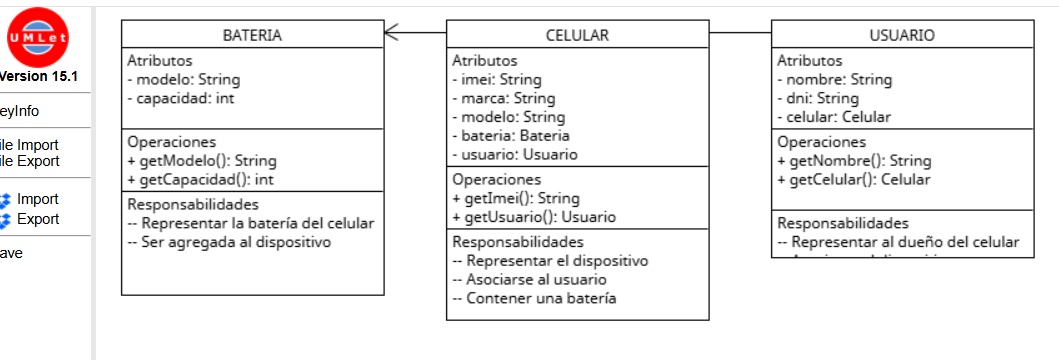 UMLet
Version 15.1
eyInfo
ile Import
ile Export
Import
Export
ave
BATERIA
Atributos
- modelo: String
- capacidad: int
Operaciones
+ getModelo(): String
+ getCapacidad(): int
Responsabilidades
-- Representar la batería del celular
-- Ser agregada al dispositivo
CELULAR
Atributos
- imei: String
- marca: String
- modelo: String
- bateria: Bateria
- usuario: Usuario
Operaciones
+ getImei(): String
+ getUsuario(): Usuario
Responsabilidades
-- Representar el dispositivo
-- Asociarse al usuario
-- Contener una batería
USUARIO
Atributos
- nombre: String
- dni: String
- celular: Celular
Operaciones
+ getNombre(): String
+ getCelular(): Celular
Responsabilidades
-- Representar al dueño del celular